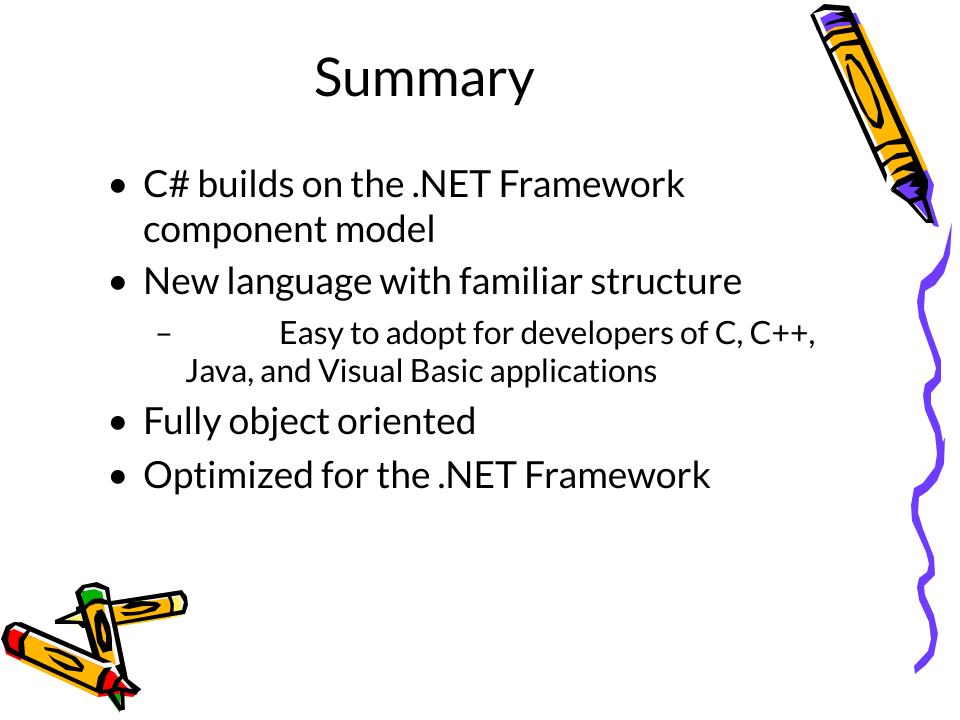 Summary
• C# builds on the .NET Framework
component model
• New language with familiar structure
– Easy to adopt for developers of C, C++,
Java, and Visual Basic applications
• Fully object oriented
• Optimized for the .NET Framework